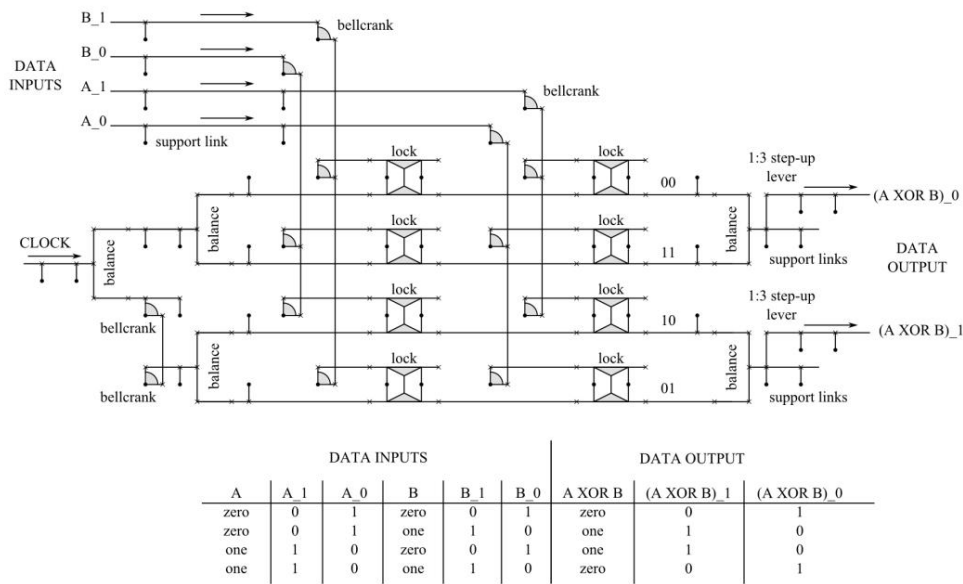 B_1
bellcrank
B_0
DATA
INPUTS
A_1
bellcrank
A_0
support link
lock
lock
1:3 step-up
lever
00
(A XOR B)_0
balance
balance
CLOCK
lock
lock
balance
11
support links
DATA
OUTPUT
lock
lock
1:3 step-up
lever
bellcrank
10
(A XOR B)_1
balance
balance
lock
lock
bellcrank
01
support links
DATA INPUTS DATA OUTPUT
A A_1 A_0 B B_1 B_0 A XOR B (A XOR B)_1 (A XOR B)_0
zero 0 1 zero 0 1 zero 0 1
zero 0 1 one 1 0 one 1 0
one 1 0 zero 0 1 one 1 0
one 1 0 one 1 0 zero 0 1